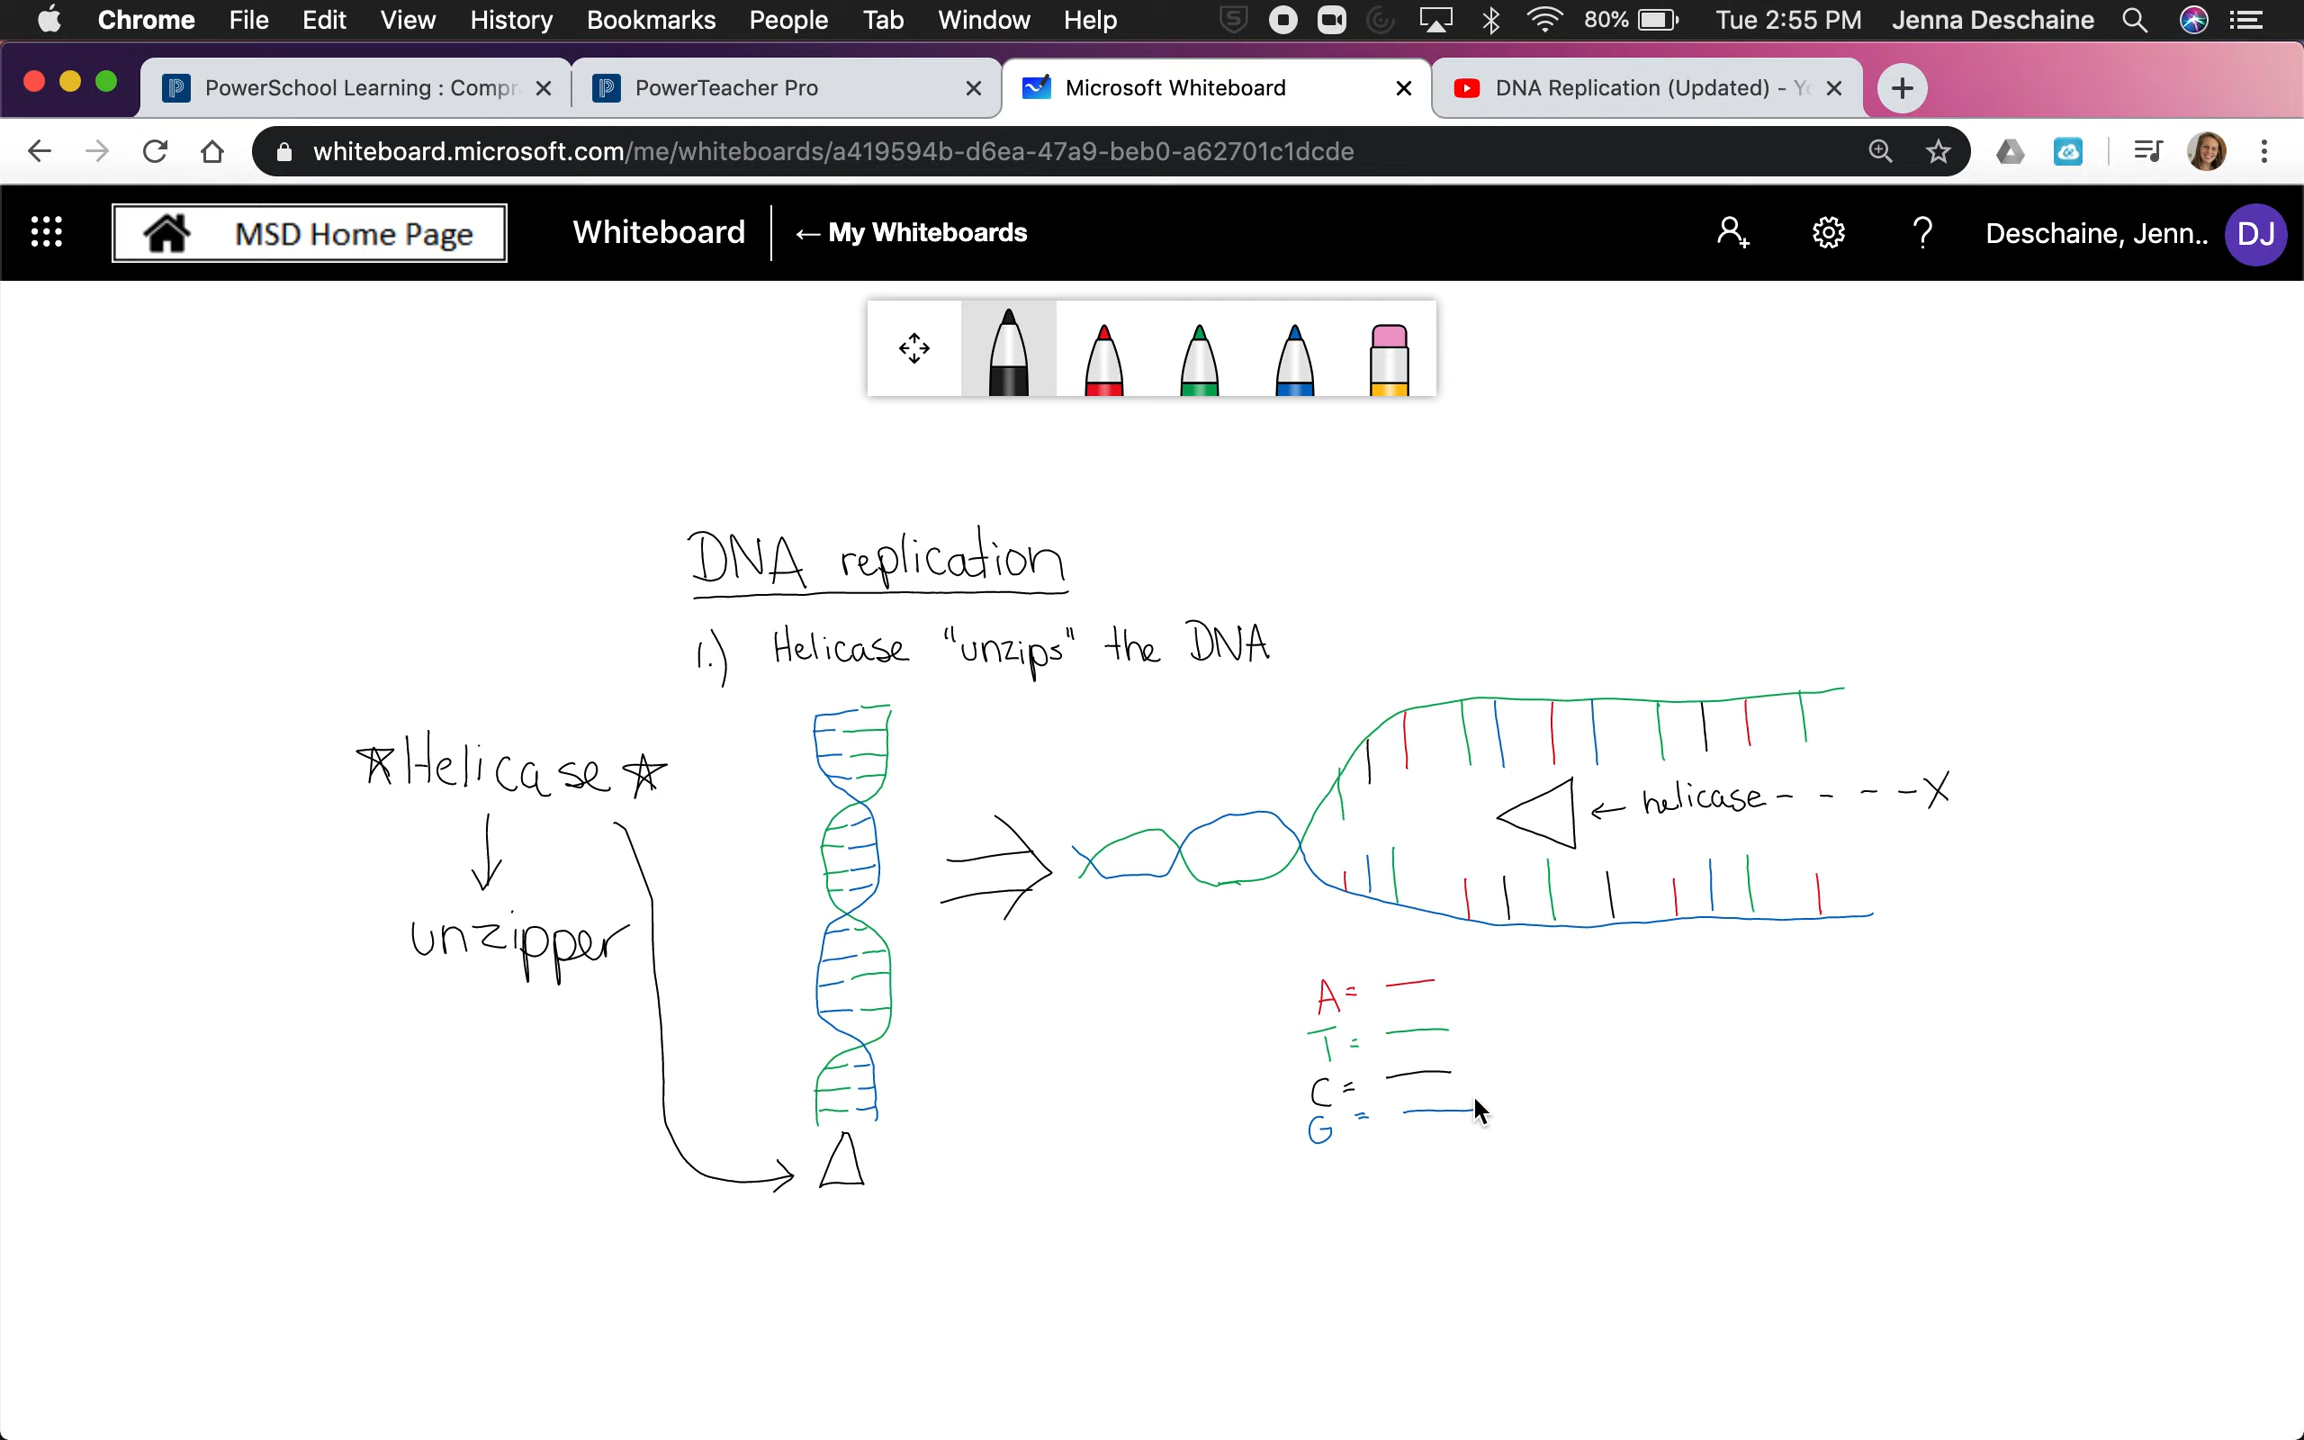 Chrome File Edit View History Bookmarks People Tab Window Help 80% Tue 2:55 PM Jenna Deschaine
PowerSchool Learning : Compr PowerTeacher Pro Microsoft Whiteboard DNA Replication (Updated) - Yo
whiteboard.microsoft.com/me/whiteboards/a419594b-d6ea-47a9-beb0-a62701c1dcde
MSD Home Page Whiteboard ← My Whiteboards ? Deschaine, Jenn.. DJ
DNA replication
1.) Helicase "unzips" the DNA
☆Helicase☆
← helicase- - - - -X
unzipper
A=
T=
C=
G =